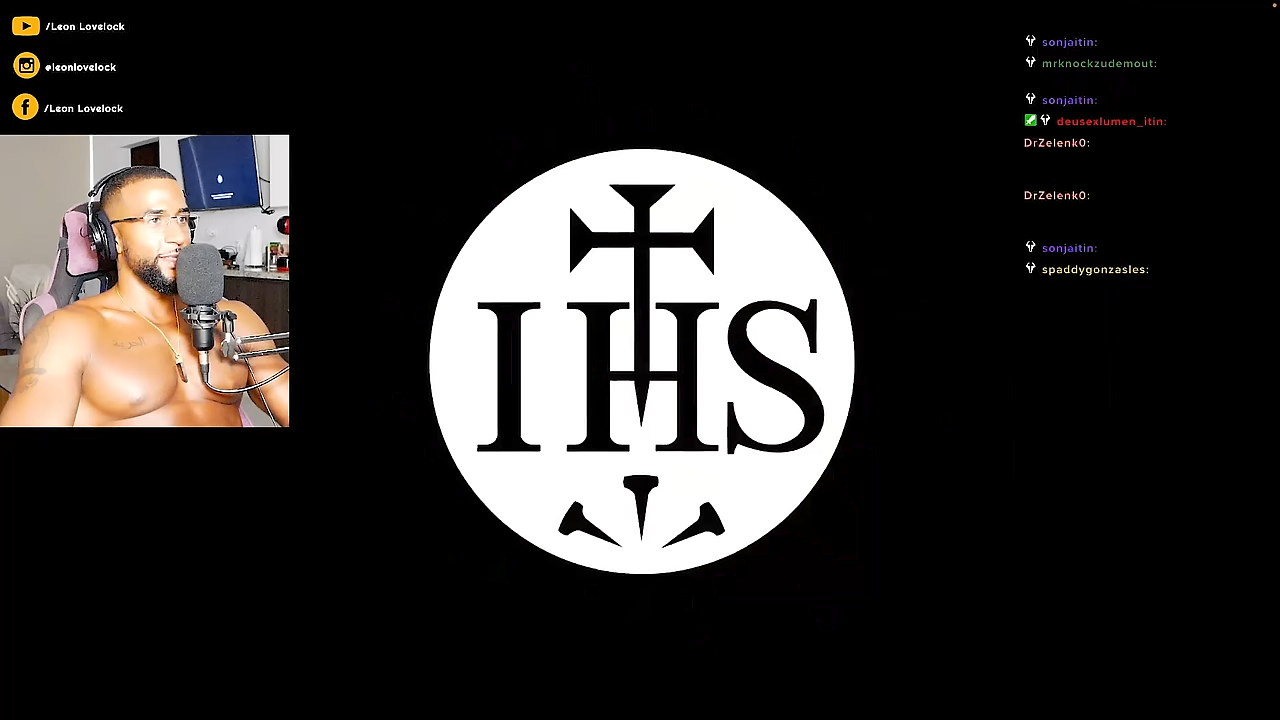 /Leon Lovelock
@leonlovelock
/Leon Lovelock
IHS
sonjaitin:
mrknockzudemout:
sonjaitin:
deusexlumen_itin:
DrZelenk0:
DrZelenk0:
sonjaitin:
spaddygonzasles: